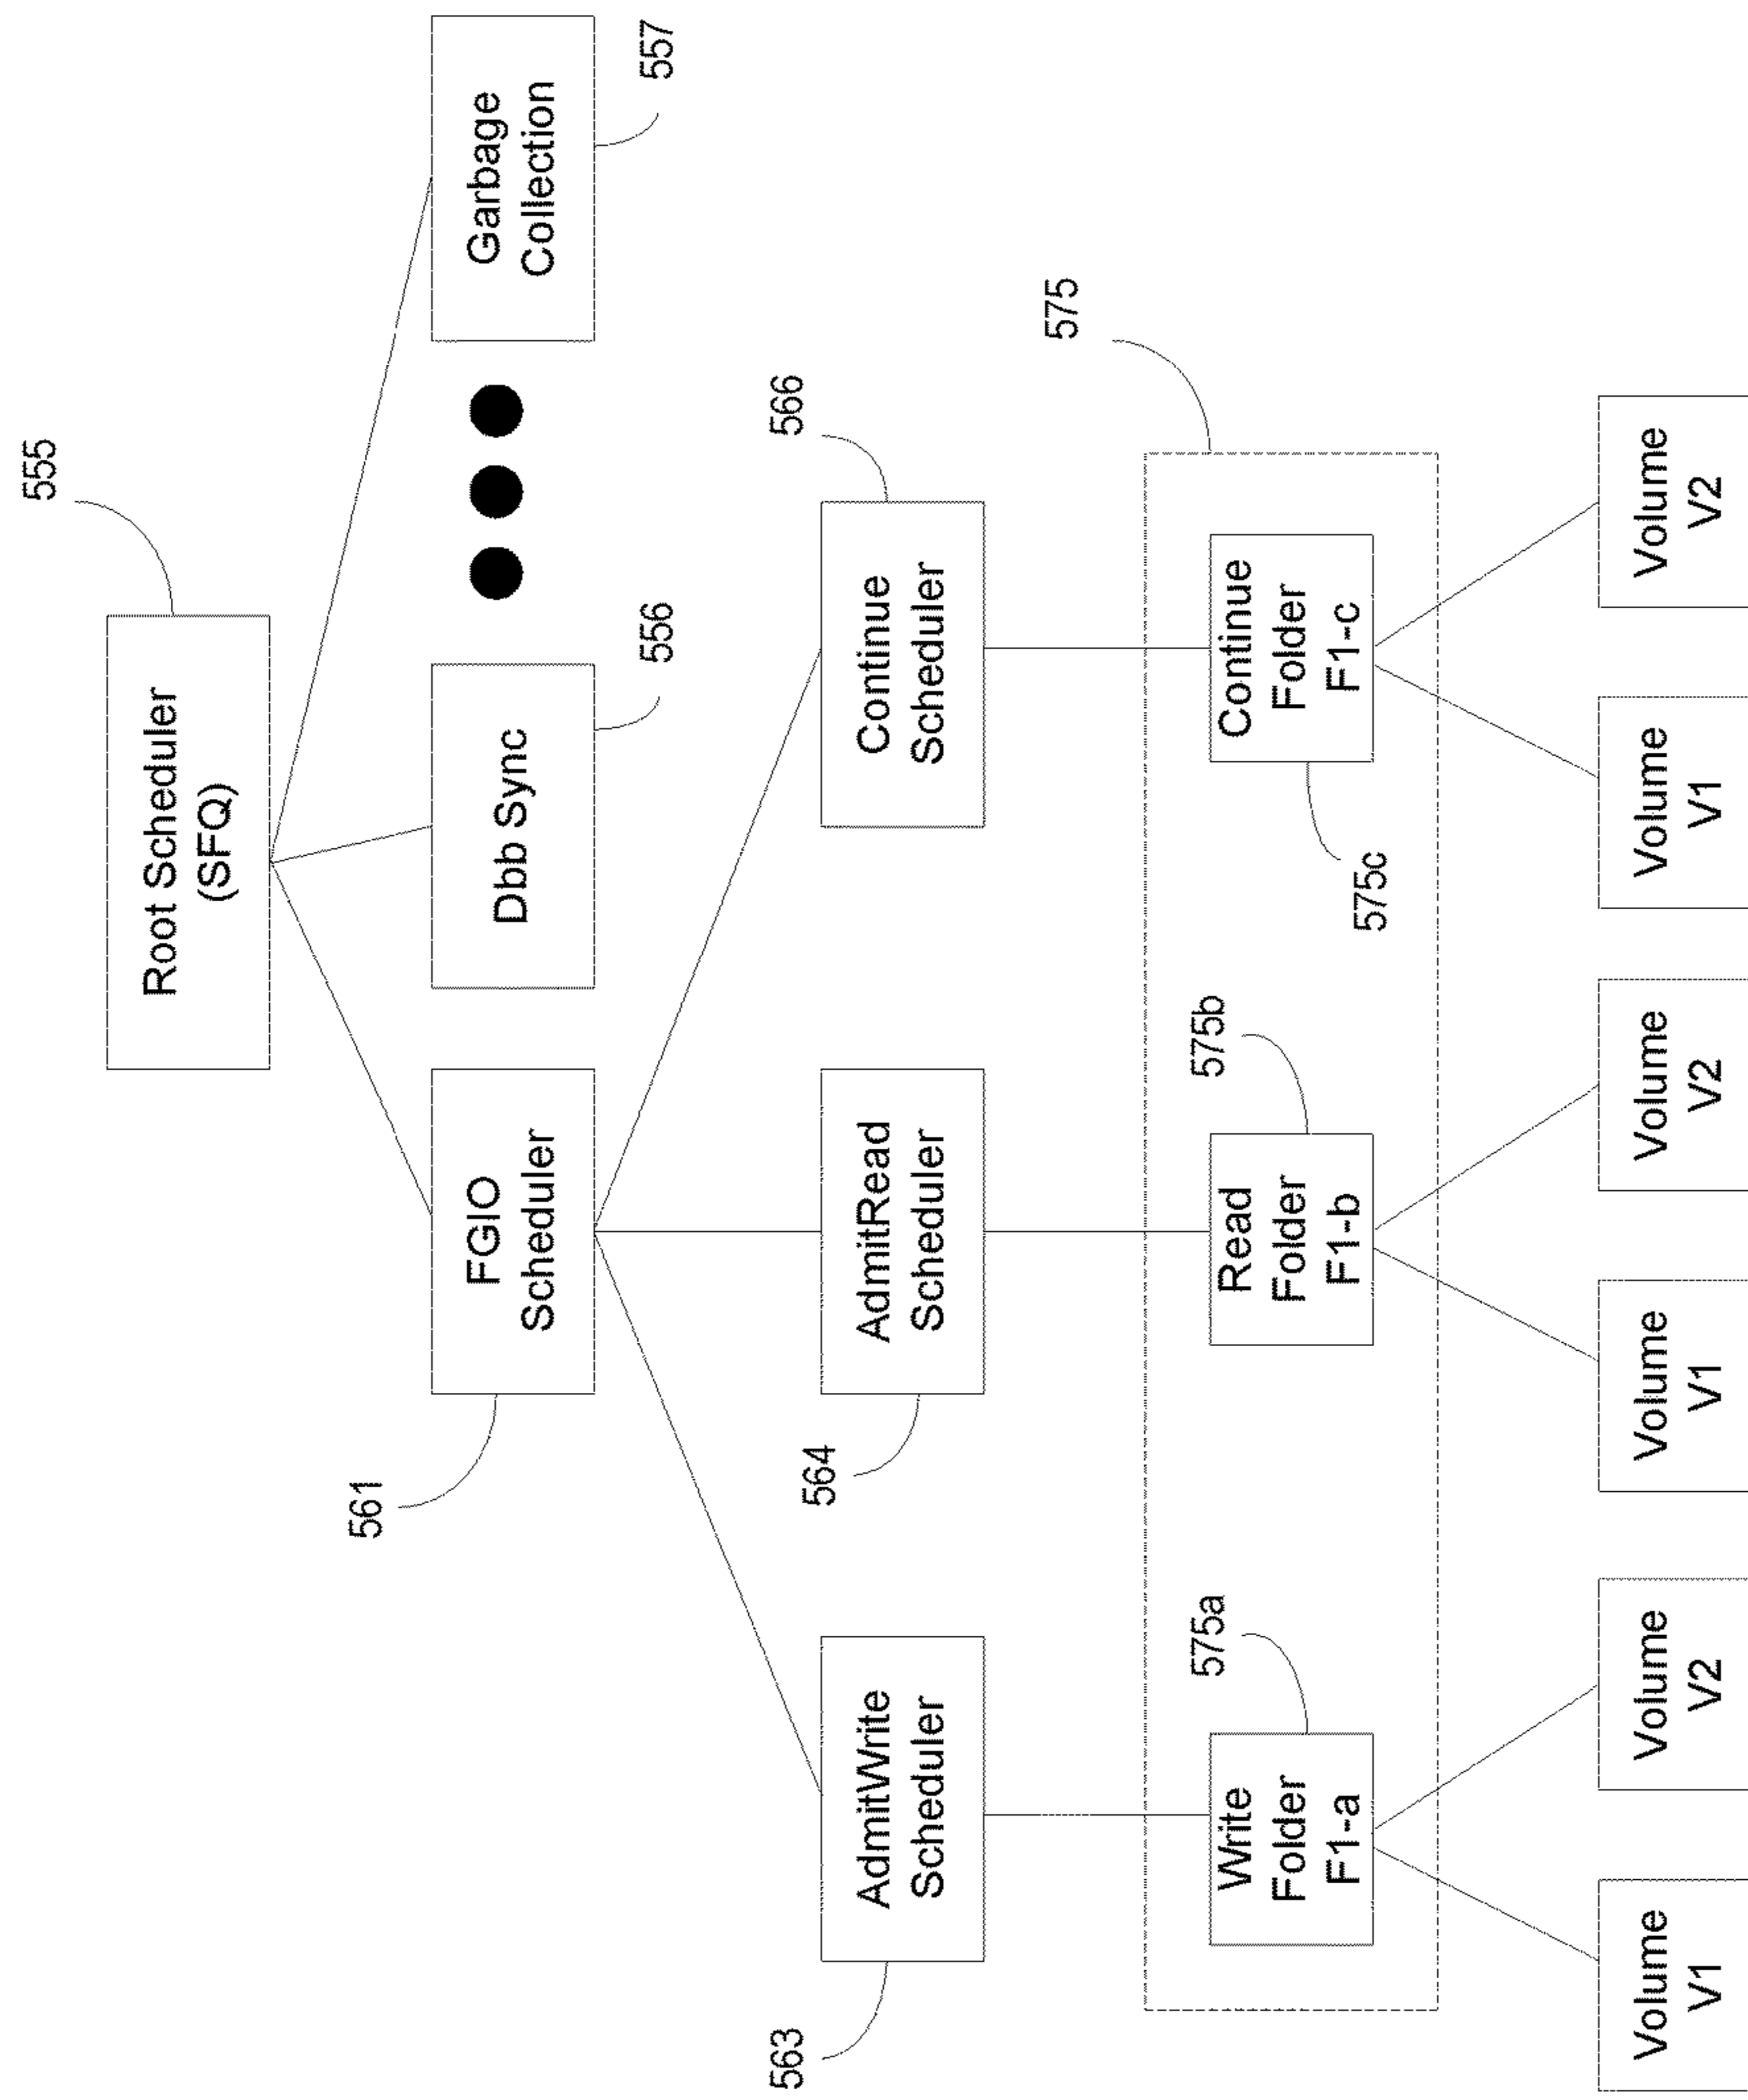 555
Root Scheduler
(SFQ)
561
FGIO
Scheduler
Dbb Sync
556
Garbage
Collection
557
563
AdmitWrite
Scheduler
564
AdmitRead
Scheduler
566
Continue
Scheduler
575
575a
Write
Folder
F1-a
575b
Read
Folder
F1-b
575c
Continue
Folder
F1-c
Volume
V1
Volume
V2
Volume
V1
Volume
V2
Volume
V1
Volume
V2